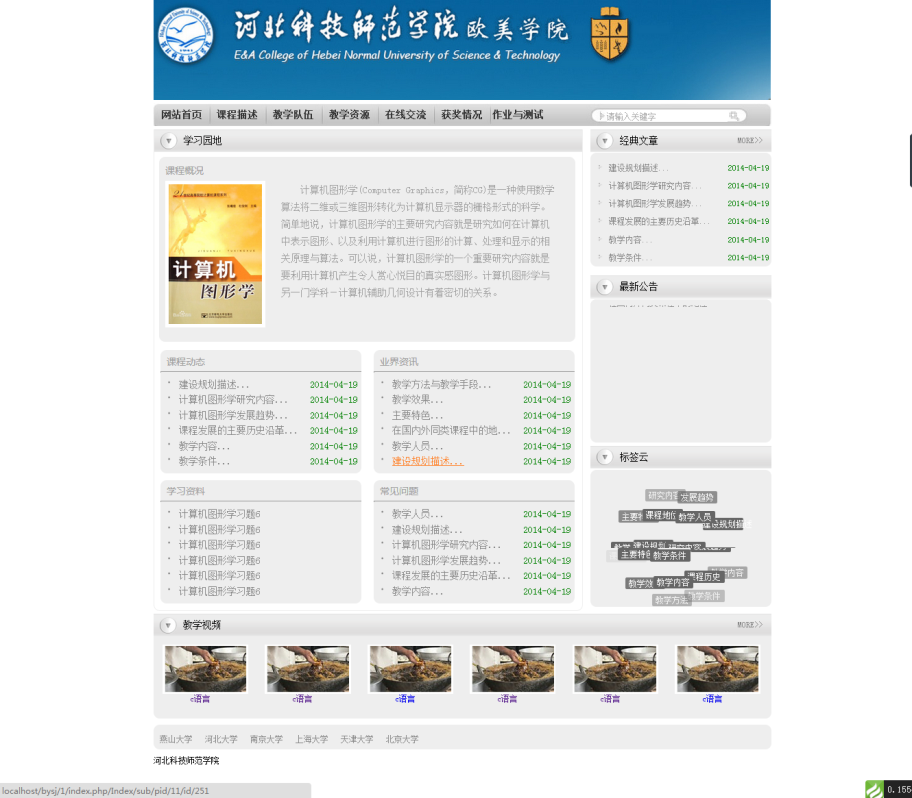 河北科技师范学院 欧美学院
E&A College of Hebei Normal University of Science & Technology
网站首页 课程描述 教学队伍 教学资源 在线交流 获奖情况 作业与测试
请输入关键字
学习园地
课程概况
计算机
图形学
计算机图形学(Computer Graphics, 简称CG)是一种使用数学
算法将二维或三维图形转化为计算机显示器的栅格形式的科学。
简单地说，计算机图形学的主要研究内容就是研究如何在计算机
中表示图形、以及利用计算机进行图形的计算、处理和显示的相
关原理与算法。可以说，计算机图形学的一个重要研究内容就是
要利用计算机产生令人赏心悦目的真实感图形。计算机图形学与
另一门学科－计算机辅助几何设计有着密切的关系。
课程动态
建设规划描述... 2014-04-19
计算机图形学研究内容... 2014-04-19
计算机图形学发展趋势... 2014-04-19
课程发展的主要历史沿革... 2014-04-19
教学内容... 2014-04-19
教学条件... 2014-04-19
业界资讯
教学方法与教学手段... 2014-04-19
教学效果... 2014-04-19
主要特色... 2014-04-19
在国内外同类课程中的地... 2014-04-19
教学人员... 2014-04-19
建设规划描述... 2014-04-19
学习资料
计算机图形学习题6
计算机图形学习题6
计算机图形学习题6
计算机图形学习题6
计算机图形学习题6
计算机图形学习题6
常见问题
教学人员... 2014-04-19
建设规划描述... 2014-04-19
计算机图形学研究内容... 2014-04-19
计算机图形学发展趋势... 2014-04-19
课程发展的主要历史沿革... 2014-04-19
教学内容... 2014-04-19
经典文章 MORE>>
建设规划描述... 2014-04-19
计算机图形学研究内容... 2014-04-19
计算机图形学发展趋势... 2014-04-19
课程发展的主要历史沿革... 2014-04-19
教学内容... 2014-04-19
教学条件... 2014-04-19
最新公告
标签云
研究内容 发展趋势
课程地位 教学人员
建设规划描
主要特色 教学条件
教学内容 课程历史
教学方法 教学条件
教学视频 MORE>>
c语言 c语言 c语言 c语言 c语言 c语言
燕山大学 河北大学 南京大学 上海大学 天津大学 北京大学
河北科技师范学院
localhost/bysj/1/index.php/Index/sub/pid/11/id/251
0.155